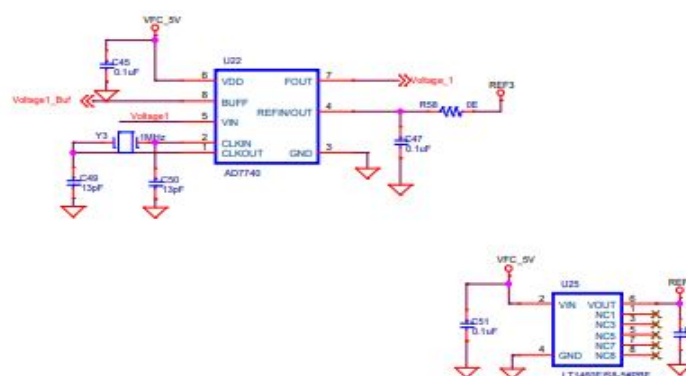 VFC_5V
U22
C45
0.1uF
6
VDD
FOUT
7
Voltage_1
REF3
Voltage1_Buf
8
BUFF
REFIN/OUT
4
R58
0E
Voltage1
5
VIN
Y3
1MHz
2
CLKIN
1
CLKOUT
GND
3
C47
0.1uF
C49
13pF
C50
13pF
AD7740
VFC_5V
U25
REF
2
VIN
VOUT
6
NC1
1
NC3
3
C51
0.1uF
NC5
5
NC7
7
4
GND
NC8
8